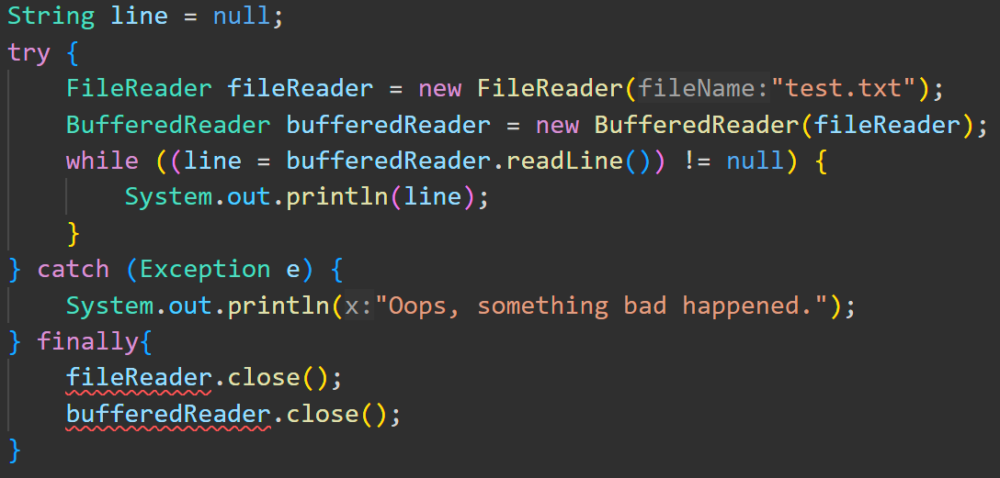 String line = null;
try {
    FileReader fileReader = new FileReader(fileName:"test.txt");
    BufferedReader bufferedReader = new BufferedReader(fileReader);
    while ((line = bufferedReader.readLine()) != null) {
        System.out.println(line);
    }
} catch (Exception e) {
    System.out.println(x:"Oops, something bad happened.");
} finally{
    fileReader.close();
    bufferedReader.close();
}